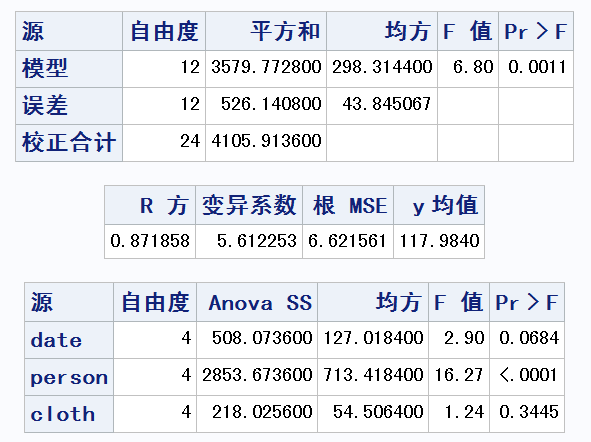 源 自由度 平方和 均方 F 值 Pr > F
模型 12 3579.772800 298.314400 6.80 0.0011
误差 12 526.140800 43.845067
校正合计 24 4105.913600
R 方 变异系数 根 MSE y 均值
0.871858 5.612253 6.621561 117.9840
源 自由度 Anova SS 均方 F 值 Pr > F
date 4 508.073600 127.018400 2.90 0.0684
person 4 2853.673600 713.418400 16.27 <.0001
cloth 4 218.025600 54.506400 1.24 0.3445